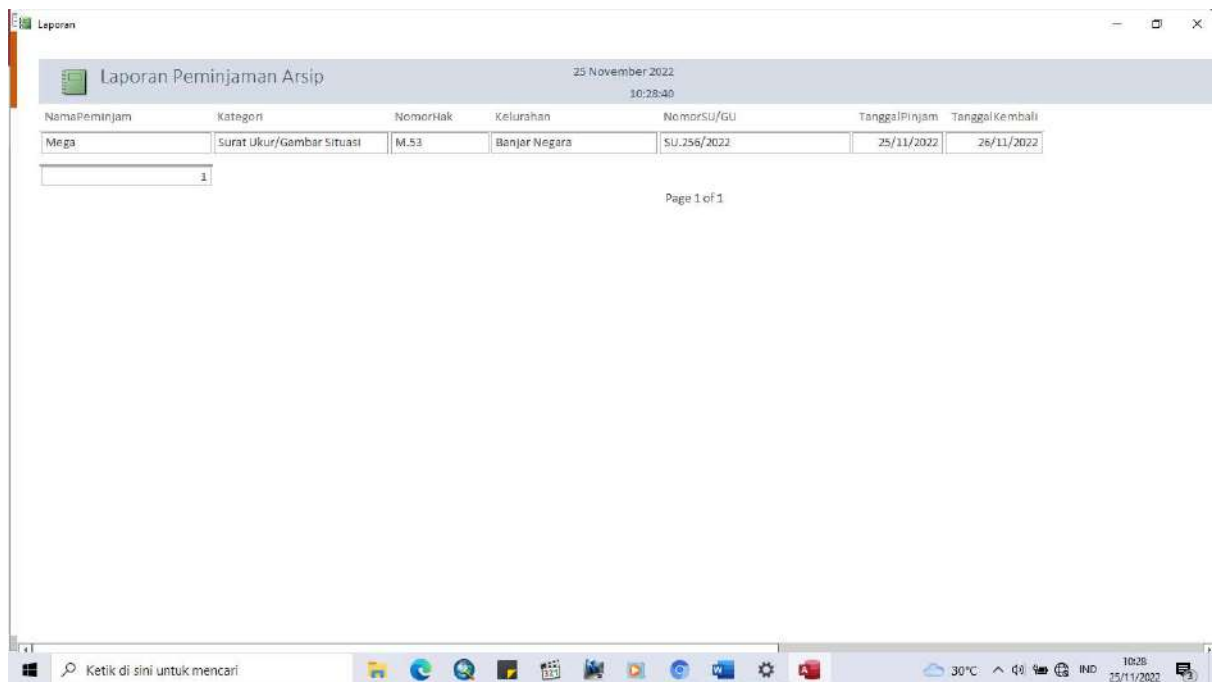 Laporan
Laporan Peminjaman Arsip
25 November 2022
10:28:40
NamaPeminjam Kategori NomorHak Kelurahan NomorSU/GU TanggalPinjam TanggalKembali
Mega Surat Ukur/Gambar Situasi M.53 Banjar Negara SU.256/2022 25/11/2022 26/11/2022
1
Page 1 of 1
Ketik di sini untuk mencari
30°C IND 10:28
25/11/2022